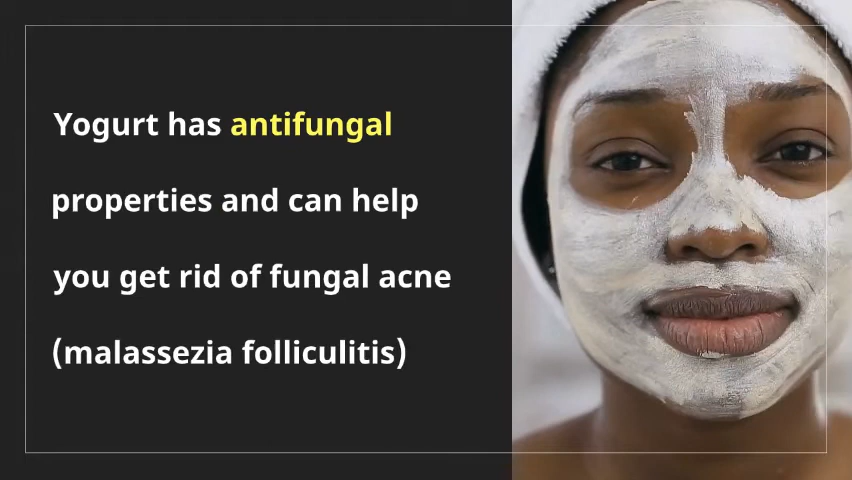 Yogurt has antifungal
properties and can help
you get rid of fungal acne
(malassezia folliculitis)